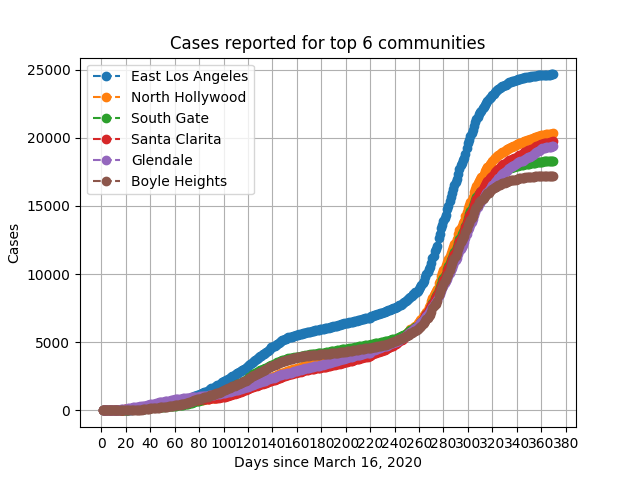 Cases reported for top 6 communities
East Los Angeles
North Hollywood
South Gate
Santa Clarita
Glendale
Boyle Heights
25000
20000
15000
10000
5000
0
Cases
0 20 40 60 80 100 120 140 160 180 200 220 240 260 280 300 320 340 360 380
Days since March 16, 2020